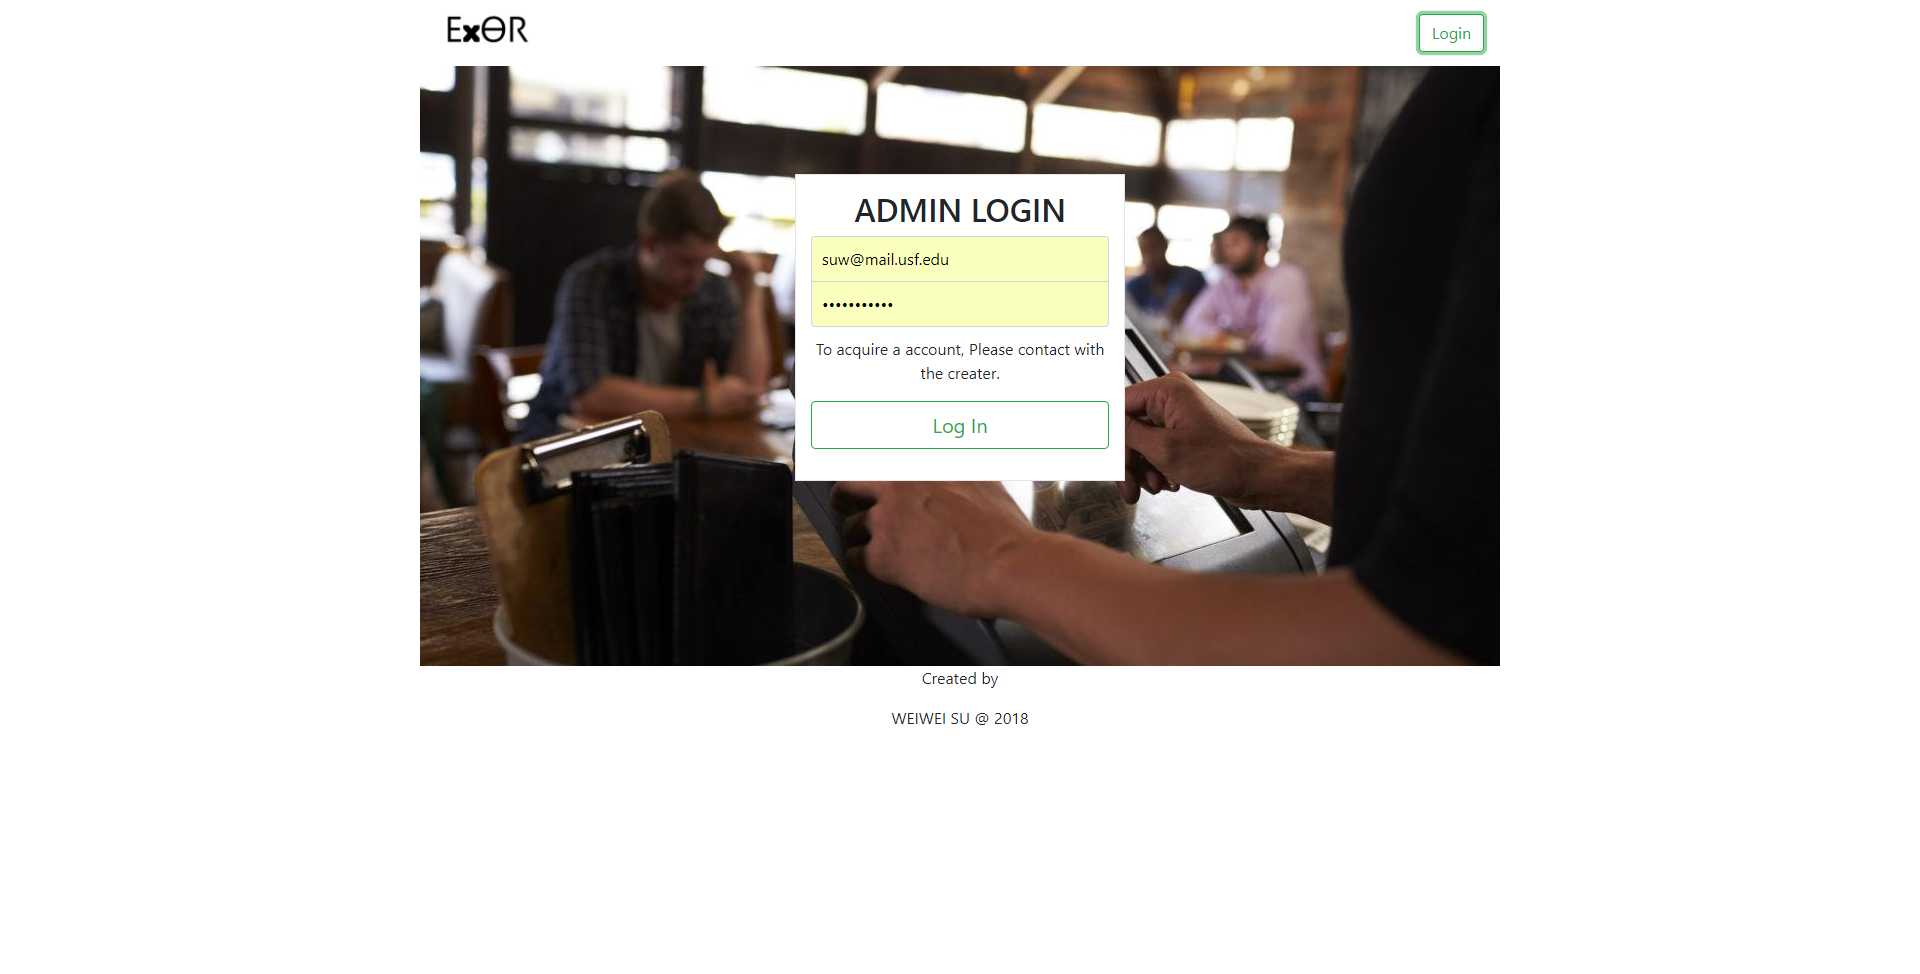 ExΘR
Login
ADMIN LOGIN
suw@mail.usf.edu
•••••••••••
To acquire a account, Please contact with
the creater.
Log In
Created by
WEIWEI SU @ 2018